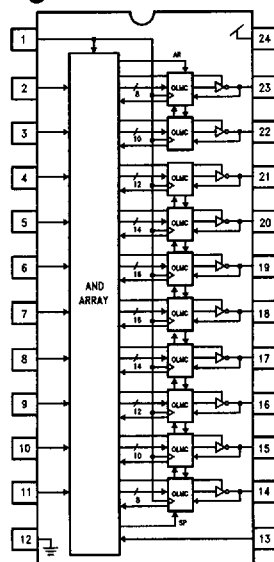 1 24
AR
2 8 OLMC 23
3 10 OLMC 22
4 12 OLMC 21
5 14 OLMC 20
6 16 OLMC 19
AND
ARRAY
7 16 OLMC 18
8 14 OLMC 17
9 12 OLMC 16
10 10 OLMC 15
11 8 OLMC 14
SP
12 13